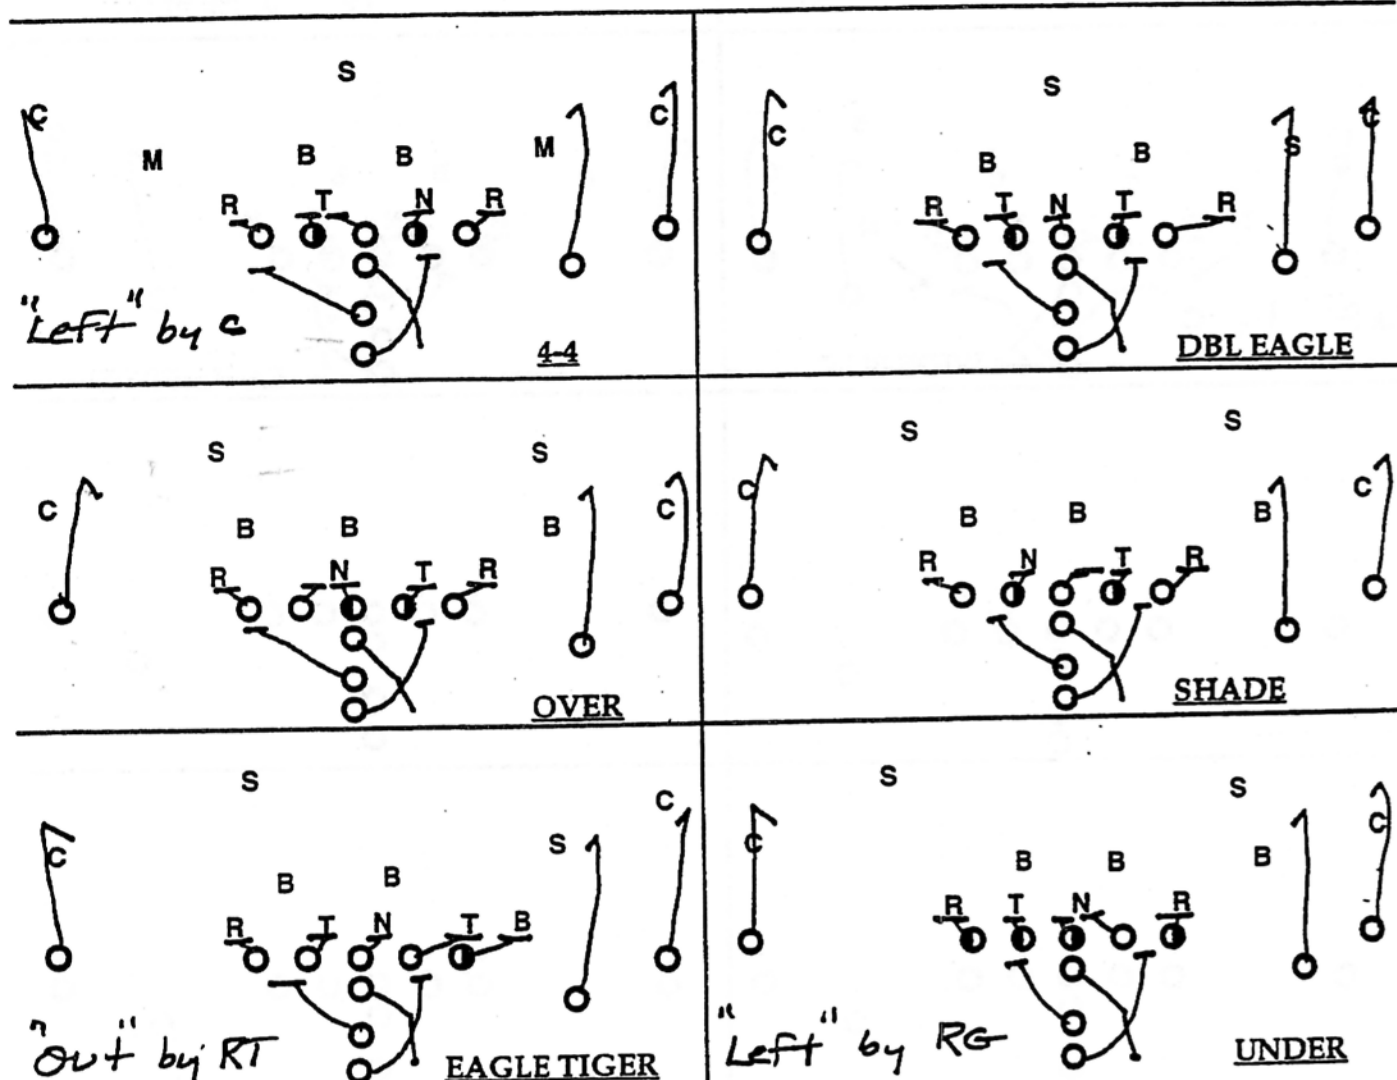 S
C C
M B B M
R T N R
"Left" by C
4-4
S
C C
B B S
R T N T R
DBL EAGLE
S S
C C
B B B
R N T R
OVER
S S
C C
B B B
R N T R
SHADE
S
C C
S
B B
R T N T B
"Out" by RT
EAGLE TIGER
S S
C C
B B B
R T N R
"Left" by RG
UNDER